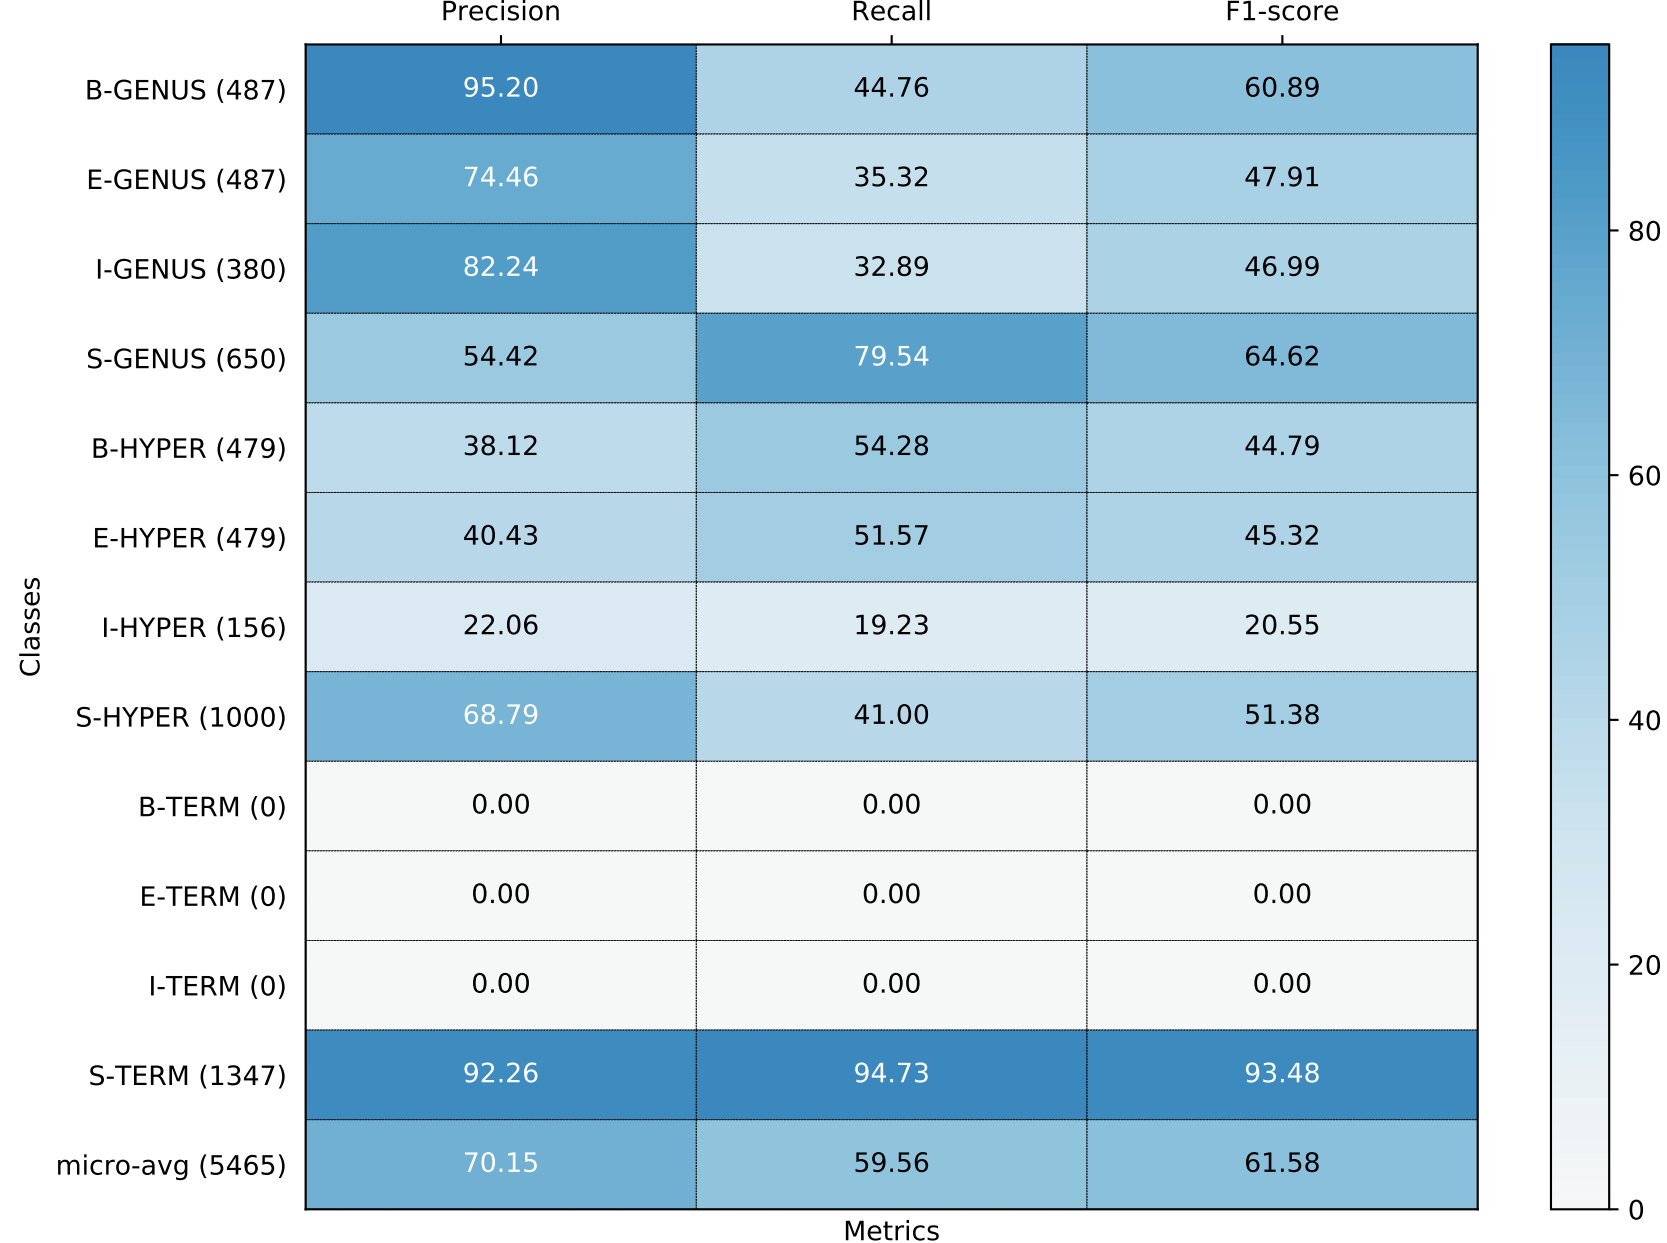 Precision Recall F1-score
B-GENUS (487) 95.20 44.76 60.89
E-GENUS (487) 74.46 35.32 47.91
I-GENUS (380) 82.24 32.89 46.99
S-GENUS (650) 54.42 79.54 64.62
B-HYPER (479) 38.12 54.28 44.79
E-HYPER (479) 40.43 51.57 45.32
I-HYPER (156) 22.06 19.23 20.55
S-HYPER (1000) 68.79 41.00 51.38
B-TERM (0) 0.00 0.00 0.00
E-TERM (0) 0.00 0.00 0.00
I-TERM (0) 0.00 0.00 0.00
S-TERM (1347) 92.26 94.73 93.48
micro-avg (5465) 70.15 59.56 61.58
Classes
Metrics
80
60
40
20
0